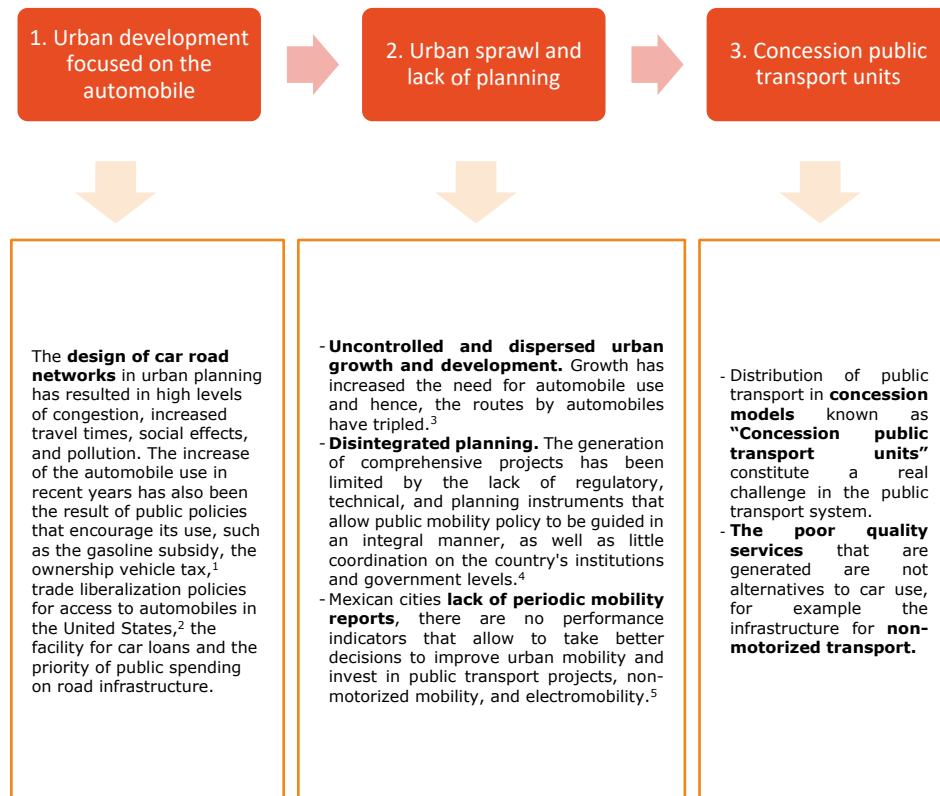 1. Urban development
focused on the
automobile
2. Urban sprawl and
lack of planning
3. Concession public
transport units
The design of car road
networks in urban planning
has resulted in high levels
of congestion, increased
travel times, social effects,
and pollution. The increase
of the automobile use in
recent years has also been
the result of public policies
that encourage its use, such
as the gasoline subsidy, the
ownership vehicle tax,¹
trade liberalization policies
for access to automobiles in
the United States,² the
facility for car loans and the
priority of public spending
on road infrastructure.
- Uncontrolled and dispersed urban
growth and development. Growth has
increased the need for automobile use
and hence, the routes by automobiles
have tripled.³
- Disintegrated planning. The generation
of comprehensive projects has been
limited by the lack of regulatory,
technical, and planning instruments that
allow public mobility policy to be guided in
an integral manner, as well as little
coordination on the country's institutions
and government levels.⁴
- Mexican cities lack of periodic mobility
reports, there are no performance
indicators that allow to take better
decisions to improve urban mobility and
invest in public transport projects, non-
motorized mobility, and electromobility.⁵
- Distribution of public
transport in concession
models known as
“Concession public
transport units”
constitute a real
challenge in the public
transport system.
- The poor quality
services that are
generated are not
alternatives to car use,
for example the
infrastructure for non-
motorized transport.